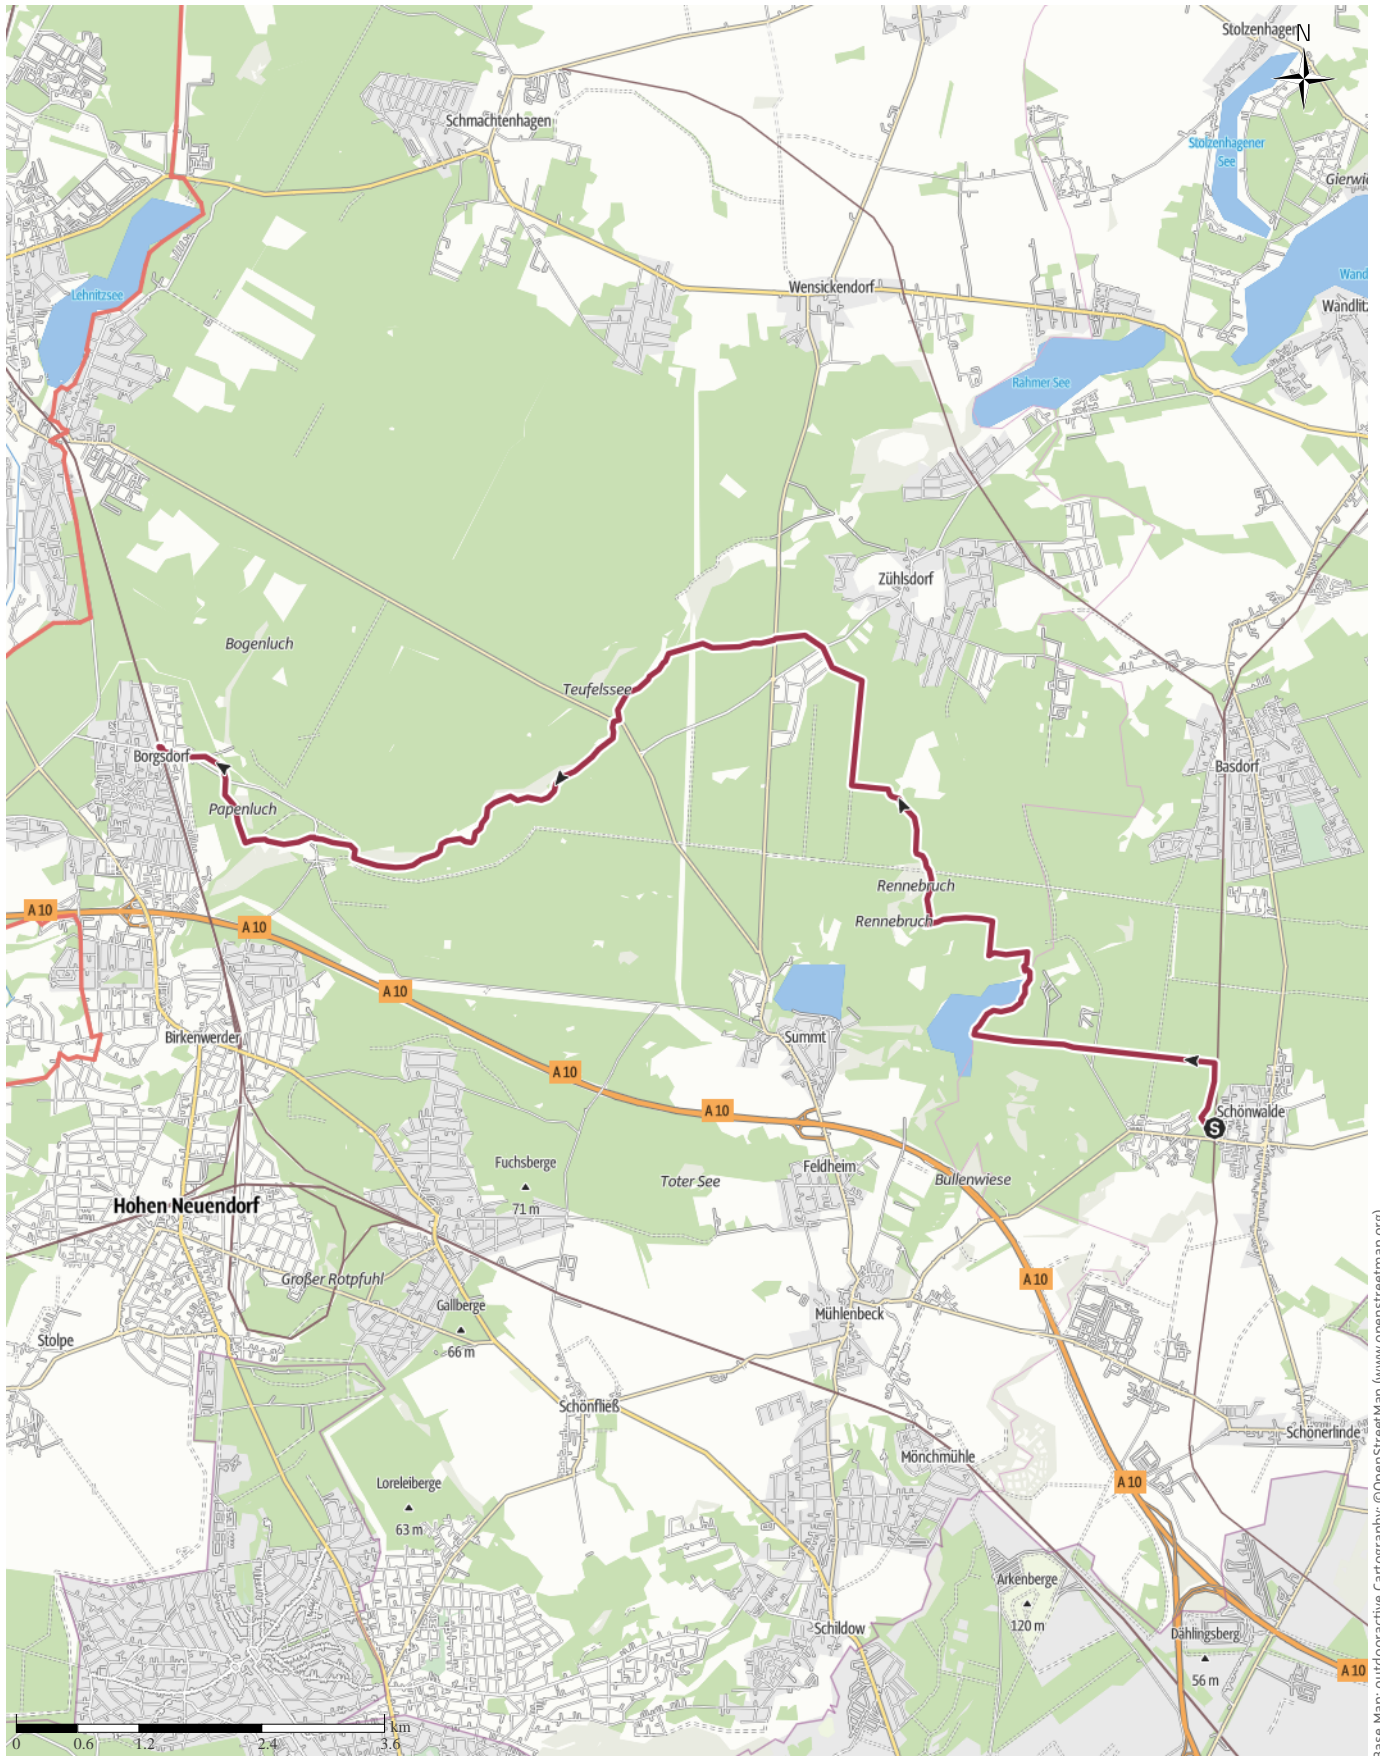 Stolzenhagen
N
Schmachtenhagen
Stolzenhagener
See
Lehnitzsee
Wensickendorf
Rahmer See
Zühlsdorf
Bogenluch
Teufelssee
Borgsdorf
Papenluch
Basdorf
Rennebruch
Rennebruch
A 10
A 10
A 10
Birkenwerder
Summt
A 10
A 10
Schönwalde
S
Fuchsberge
71 m
Feldheim
Toter See
Bullenwiese
Hohen Neuendorf
Großer Rotpfuhl
A 10
Gallberge
66 m
Mühlenbeck
Stolpe
Schönfließ
Schönerlinde
Mönchmühle
Loreleiberge
63 m
A 10
Arkenberge
120 m
Schildow
Dählingsberg
56 m
A 10
km
0 0.6 1.2 2.4 3.6